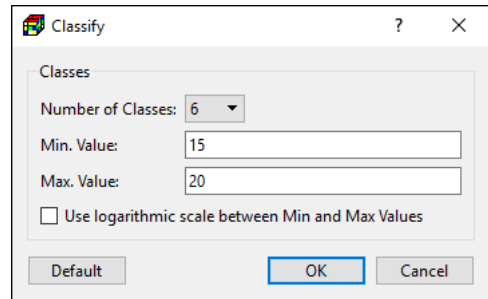 Classify ?
Classes
Number of Classes: 6
Min. Value: 15
Max. Value: 20
Use logarithmic scale between Min and Max Values
Default OK Cancel